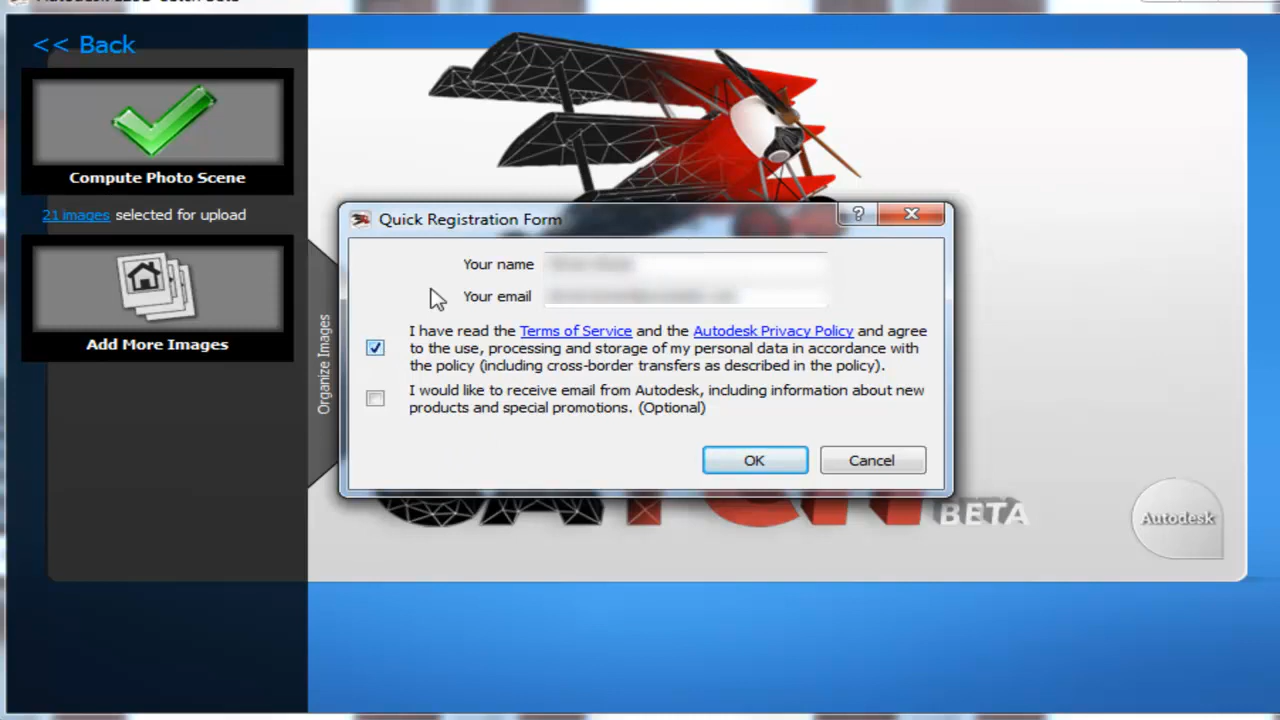 << Back
Compute Photo Scene
21 images selected for upload
Add More Images
Organize Images
Quick Registration Form
?
Your name
Your email
I have read the Terms of Service and the Autodesk Privacy Policy and agree
to the use, processing and storage of my personal data in accordance with
the policy (including cross-border transfers as described in the policy).
I would like to receive email from Autodesk, including information about new
products and special promotions. (Optional)
OK
Cancel
CATCH BETA
Autodesk